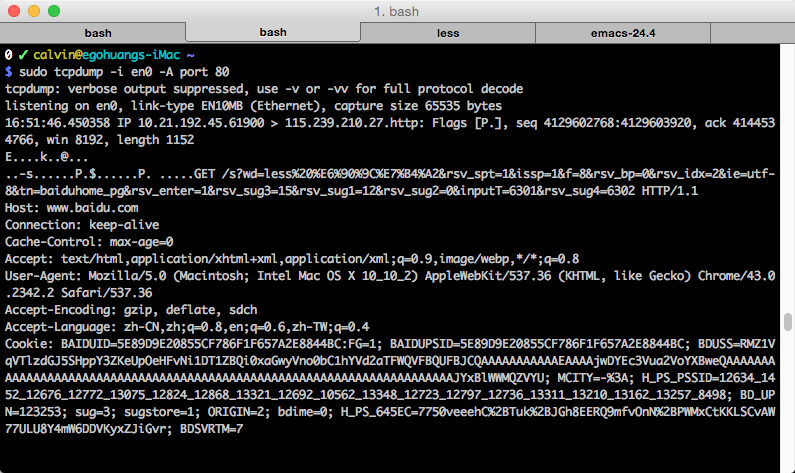 1. bash
bash
bash
less
emacs-24.4
0 ✓ calvin@egohuangs-iMac ~
$ sudo tcpdump -i en0 -A port 80
tcpdump: verbose output suppressed, use -v or -vv for full protocol decode
listening on en0, link-type EN10MB (Ethernet), capture size 65535 bytes
16:51:46.450358 IP 10.21.192.45.61900 > 115.239.210.27.http: Flags [P.], seq 4129602768:4129603920, ack 414453
4766, win 8192, length 1152
E....k..@...
..-s......P.$......P. .....GET /s?wd=less%20%E6%90%9C%E7%B4%A2&rsv_spt=1&issp=1&f=8&rsv_bp=0&rsv_idx=2&ie=utf-
8&tn=baiduhome_pg&rsv_enter=1&rsv_sug3=15&rsv_sug1=12&rsv_sug2=0&inputT=6301&rsv_sug4=6302 HTTP/1.1
Host: www.baidu.com
Connection: keep-alive
Cache-Control: max-age=0
Accept: text/html,application/xhtml+xml,application/xml;q=0.9,image/webp,*/*;q=0.8
User-Agent: Mozilla/5.0 (Macintosh; Intel Mac OS X 10_10_2) AppleWebKit/537.36 (KHTML, like Gecko) Chrome/43.0
.2342.2 Safari/537.36
Accept-Encoding: gzip, deflate, sdch
Accept-Language: zh-CN,zh;q=0.8,en;q=0.6,zh-TW;q=0.4
Cookie: BAIDUID=5E89D9E20855CF786F1F657A2E8844BC:FG=1; BAIDUPSID=5E89D9E20855CF786F1F657A2E8844BC; BDUSS=RMZ1V
qVTlzdGJ5SHppY3ZKeUpOeHFvNi1DT1ZBQi0xaGwyVno0bC1hYVd2aTFWQVFBQUFBJCQAAAAAAAAAAAEAAAAjwDYEc3Vua2VoYXBweQAAAAAAA
AAAAAAAAAAAAAAAAAAAAAAAAAAAAAAAAAAAAAAAAAAAAAAAAAAAAAAAAAAAAAAAAJYxBlWWMQZVYU; MCITY=-%3A; H_PS_PSSID=12634_14
52_12676_12772_13075_12824_12868_13321_12692_10562_13348_12723_12797_12736_13311_13210_13162_13257_8498; BD_UP
N=123253; sug=3; sugstore=1; ORIGIN=2; bdime=0; H_PS_645EC=7750veeehC%2BTuk%2BJGh8EERQ9mfvOnN%2BPWMxCtKKLSCvAW
77ULU8Y4mW6DDVKyxZJiGvr; BDSVRTM=7